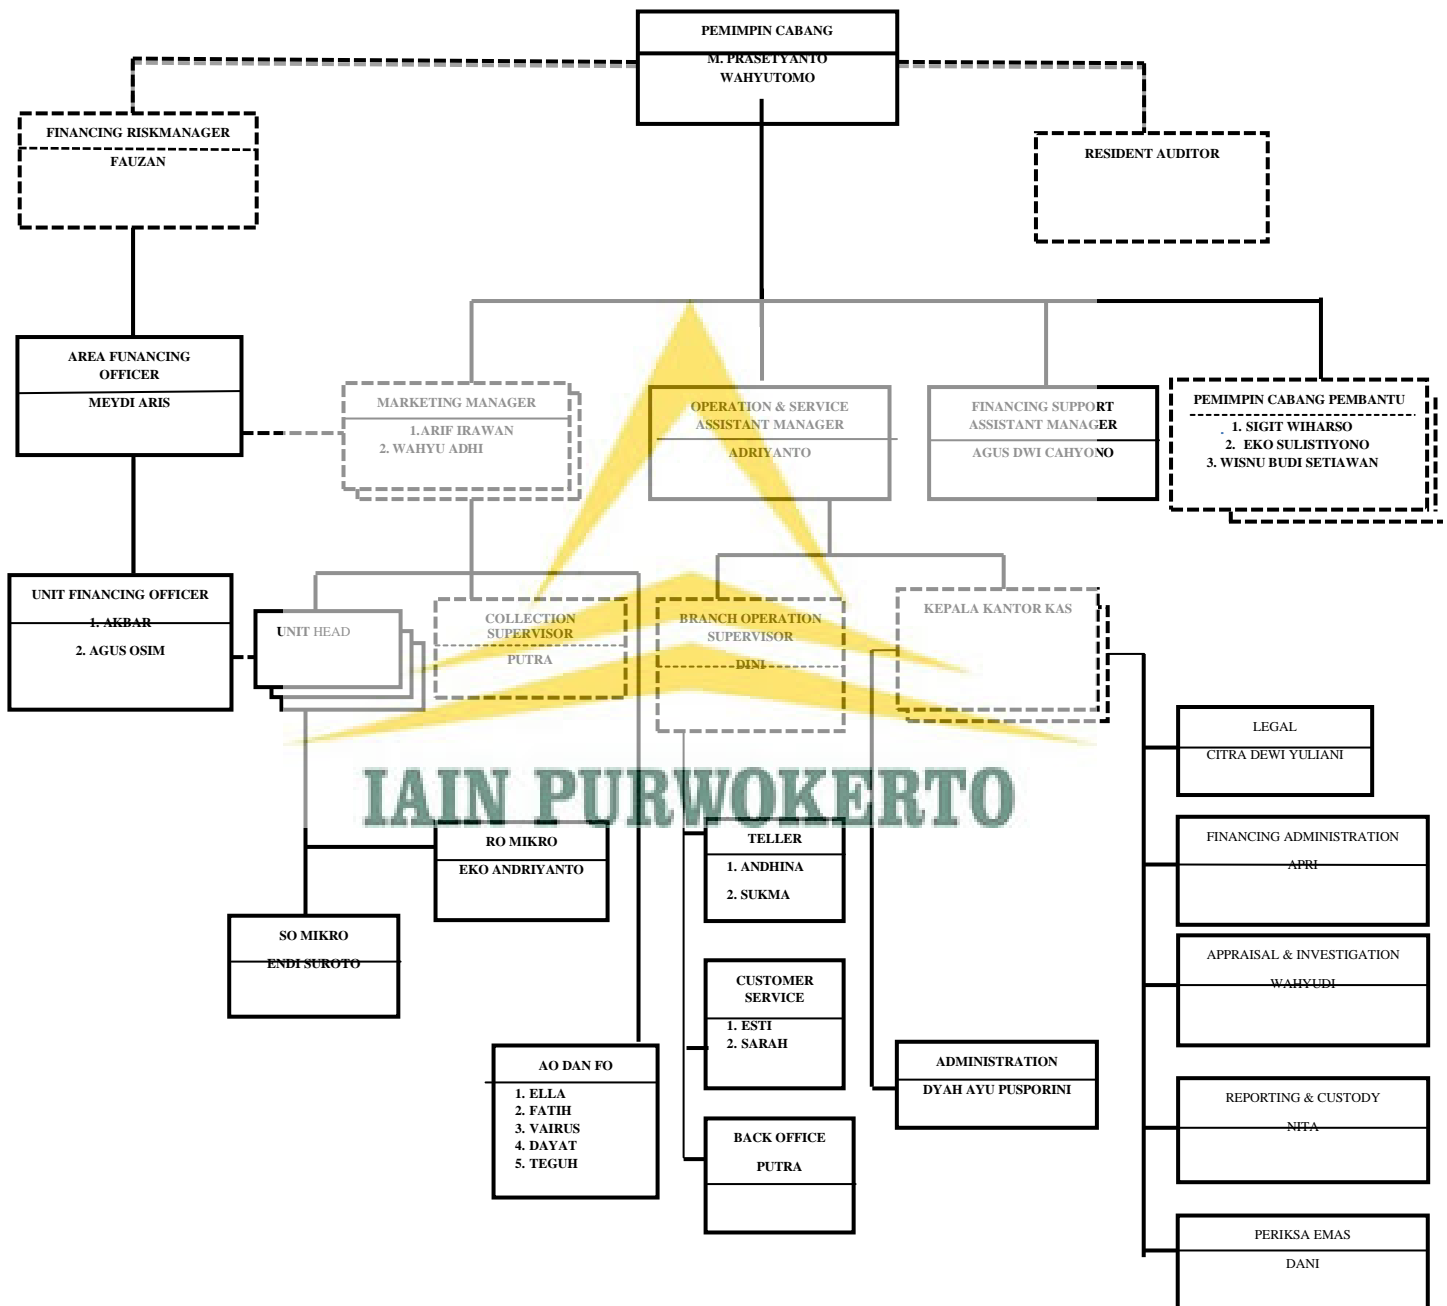 PEMIMPIN CABANG
M. PRASETYANTO
WAHYUTOMO
FINANCING RISKMANAGER
FAUZAN
RESIDENT AUDITOR
AREA FUNANCING
OFFICER
MEYDI ARIS
MARKETING MANAGER
1.ARIF IRAWAN
2. WAHYU ADHI
OPERATION & SERVICE
ASSISTANT MANAGER
ADRIYANTO
FINANCING SUPPORT
ASSISTANT MANAGER
AGUS DWI CAHYONO
PEMIMPIN CABANG PEMBANTU
1. SIGIT WIHARSO
2. EKO SULISTIYONO
3. WISNU BUDI SETIAWAN
UNIT FINANCING OFFICER
1. AKBAR
2. AGUS OSIM
UNIT HEAD
COLLECTION
SUPERVISOR
PUTRA
BRANCH OPERATION
SUPERVISOR
DINI
KEPALA KANTOR KAS
LEGAL
CITRA DEWI YULIANI
IAIN PURWOKERTO
RO MIKRO
EKO ANDRIYANTO
TELLER
1. ANDHINA
2. SUKMA
FINANCING ADMINISTRATION
APRI
SO MIKRO
ENDI SUROTO
CUSTOMER
SERVICE
1. ESTI
2. SARAH
APPRAISAL & INVESTIGATION
WAHYUDI
AO DAN FO
1. ELLA
2. FATIH
3. VAIRUS
4. DAYAT
5. TEGUH
ADMINISTRATION
DYAH AYU PUSPORINI
REPORTING & CUSTODY
NITA
BACK OFFICE
PUTRA
PERIKSA EMAS
DANI